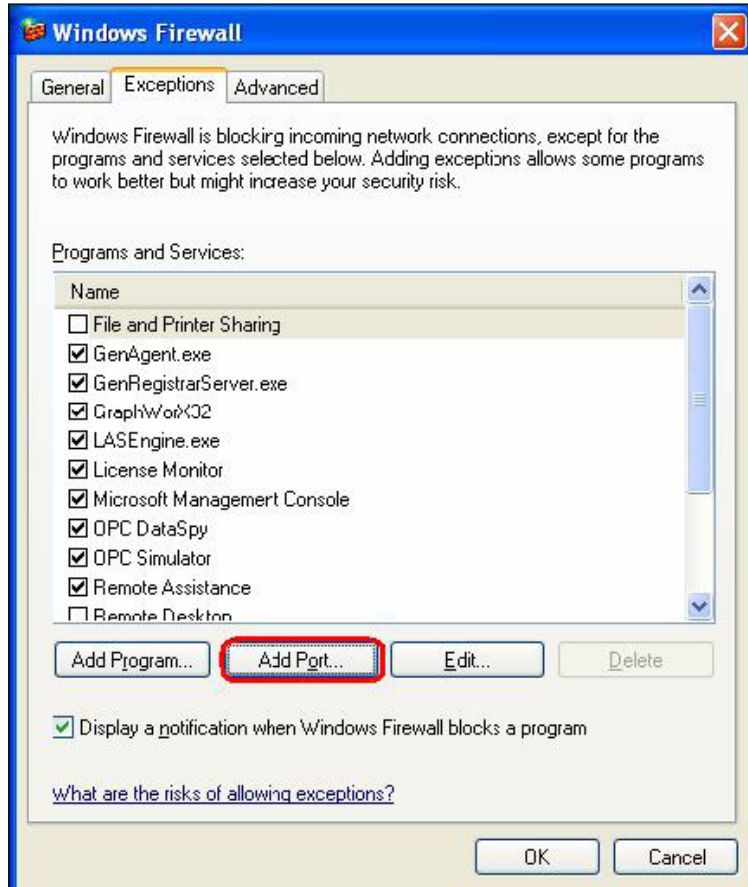 Windows Firewall
General Exceptions Advanced
Windows Firewall is blocking incoming network connections, except for the
programs and services selected below. Adding exceptions allows some programs
to work better but might increase your security risk.
Programs and Services:
Name
File and Printer Sharing
GenAgent.exe
GenRegistrarServer.exe
GraphWorX32
LASEngine.exe
License Monitor
Microsoft Management Console
OPC DataSpy
OPC Simulator
Remote Assistance
Remote Desktop
Add Program... Add Port... Edit... Delete
Display a notification when Windows Firewall blocks a program
What are the risks of allowing exceptions?
OK Cancel